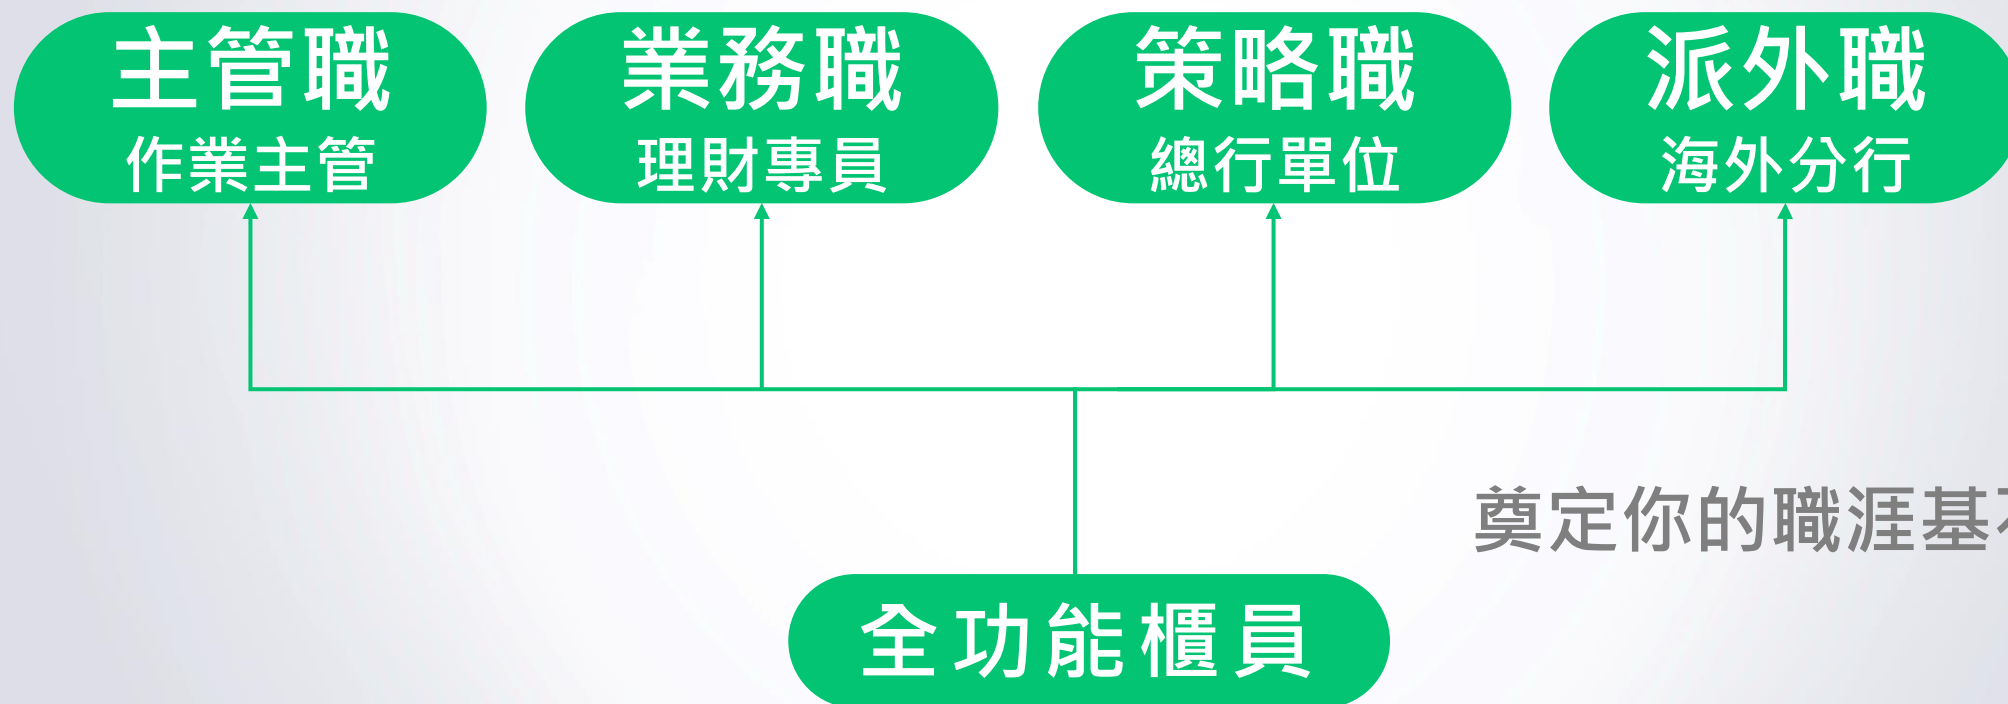 主管職
作業主管
業務職
理財專員
策略職
總行單位
派外職
海外分行
奠定你的職涯基
全功能櫃員